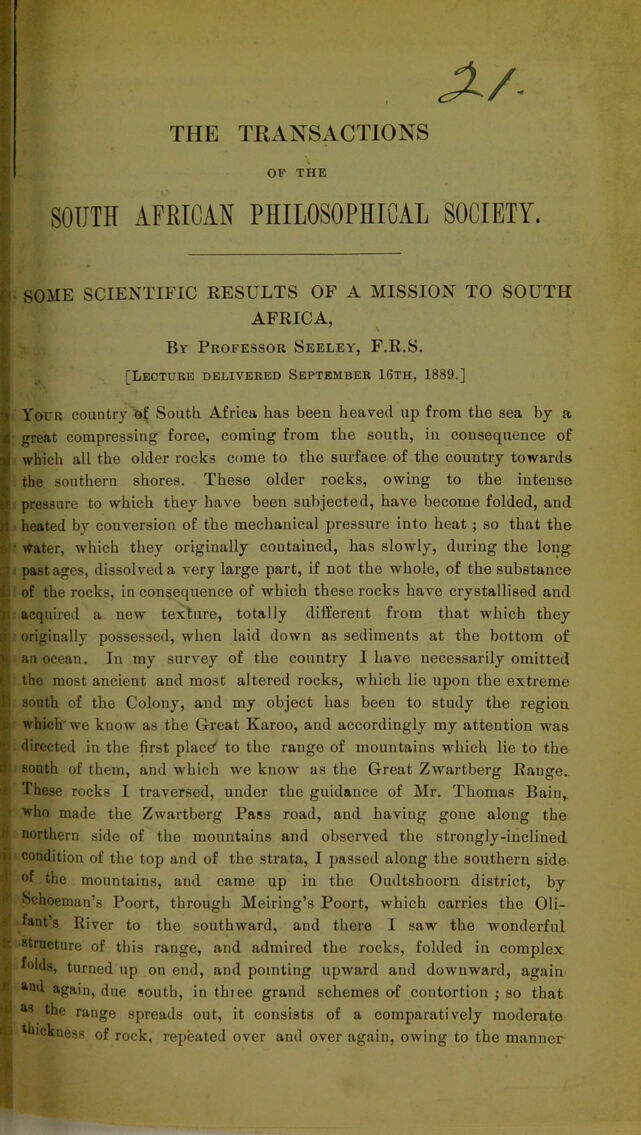 21.
THE TRANSACTIONS
OF THE
SOUTH AFRICAN PHILOSOPHICAL SOCIETY.
SOME SCIENTIFIC RESULTS OF A MISSION TO SOUTH
AFRICA,
By Professor Seeley, F.R.S.
[Lecture delivered September 16th, 1889.]
Your country of South Africa has been heaved up from the sea by a
great compressing force, coming from the south, in consequence of
which all the older rocks come to the surface of the country towards
the southern shores. These older rocks, owing to the intense
pressure to which they have been subjected, have become folded, and
heated by conversion of the mechanical pressure into heat ; so that the
water, which they originally contained, has slowly, during the long
past ages, dissolved a very large part, if not the whole, of the substance
of the rocks, in consequence of which these rocks have crystallised and
acquired a new texture, totally different from that which they
originally possessed, when laid down as sediments at the bottom of
an ocean. In my survey of the country I have necessarily omitted
the most ancient and most altered rocks, which lie upon the extreme
south of the Colony, and my object has been to study the region
which we know as the Great Karoo, and accordingly my attention was
directed in the first place to the range of mountains which lie to the
south of them, and which we know as the Great Zwartberg Range.
These rocks I traversed, under the guidance of Mr. Thomas Bain,
who made the Zwartberg Pass road, and having gone along the
northern side of the mountains and observed the strongly-inclined
condition of the top and of the strata, I passed along the southern side
of the mountains, and came up in the Oudtshoorn district, by
Schoeman's Poort, through Meiring's Poort, which carries the Oli-
fant's River to the southward, and there I saw the wonderful
structure of this range, and admired the rocks, folded in complex
folds, turned up on end, and pointing upward and downward, again
and again, due south, in three grand schemes of contortion ; so that
as the range spreads out, it consists of a comparatively moderate
thickness of rock, repeated over and over again, owing to the manner